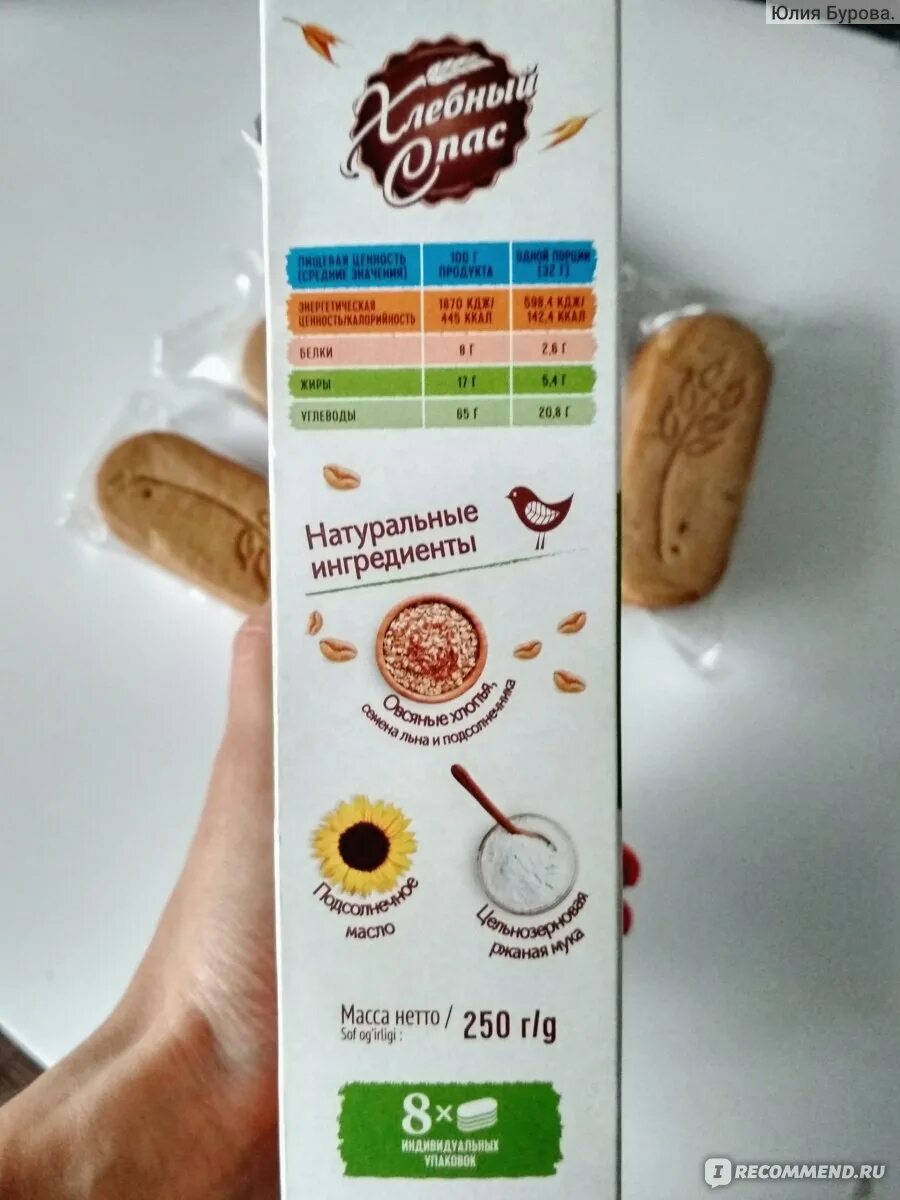 Юлия Бурова.
Хлебный
Спас
ПИЩЕВАЯ ЦЕННОСТЬ
(СРЕДНИЕ ЗНАЧЕНИЯ)
100 Г
ПРОДУКТА
ОДНОЙ ПОРЦИИ
(32 Г)
ЭНЕРГЕТИЧЕСКАЯ
ЦЕННОСТЬ/КАЛОРИЙНОСТЬ
1870 КДЖ/
445 ККАЛ
598,4 КДЖ/
142,4 ККАЛ
БЕЛКИ
8 Г
2,6 Г
ЖИРЫ
17 Г
5,4 Г
УГЛЕВОДЫ
65 Г
20,8 Г
Натуральные
ингредиенты
Овсяные хлопья,
семена льна и подсолнечника
Подсолнечное
масло
Цельнозерновая
ржаная мука
Масса нетто / 250 г/g
Sof og'irligi :
8×
ИНДИВИДУАЛЬНЫХ
УПАКОВОК
IRECOMMEND.RU